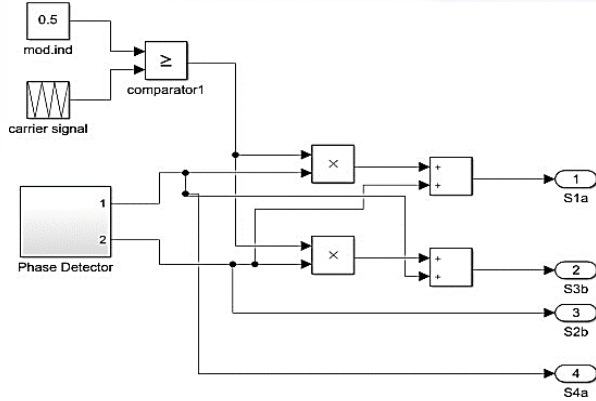 0.5
mod.ind
≥
comparator1
carrier signal
×
+
+
1
S1a
1
2
Phase Detector
×
+
+
2
S3b
3
S2b
4
S4a